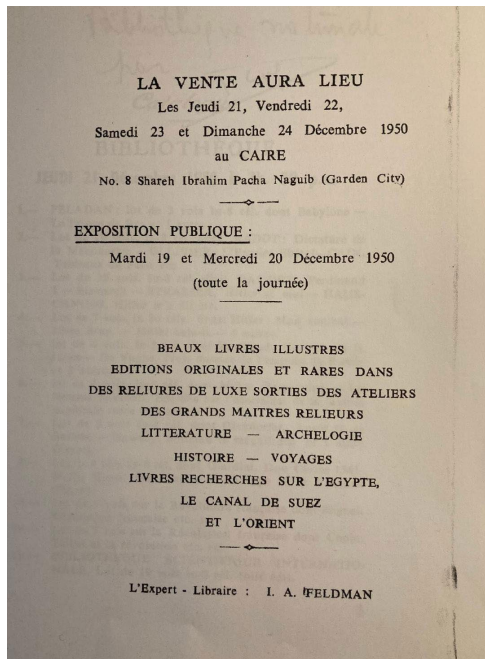 LA VENTE AURA LIEU
Les Jeudi 21, Vendredi 22,
Samedi 23 et Dimanche 24 Décembre 1950
au CAIRE
No. 8 Shareh Ibrahim Pacha Naguib (Garden City)
EXPOSITION PUBLIQUE :
Mardi 19 et Mercredi 20 Décembre 1950
(toute la journée)
BEAUX LIVRES ILLUSTRES
EDITIONS ORIGINALES ET RARES DANS
DES RELIURES DE LUXE SORTIES DES ATELIERS
DES GRANDS MAITRES RELIEURS
LITTERATURE — ARCHELOGIE
HISTOIRE — VOYAGES
LIVRES RECHERCHES SUR L'EGYPTE,
LE CANAL DE SUEZ
ET L'ORIENT
L'Expert - Libraire : I. A. FELDMAN